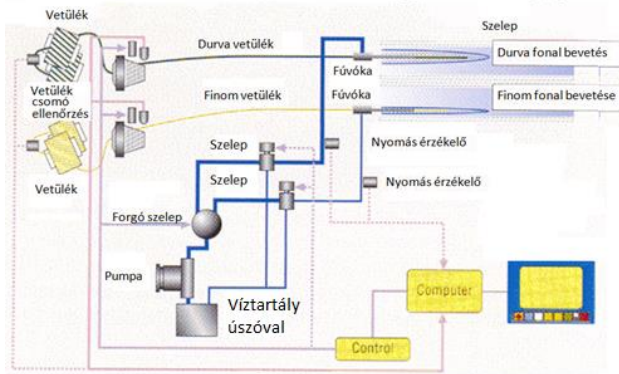 Vetülék
Szelep
Durva vetülék
Durva fonal bevetés
Fúvóka
Vetülék
csomó
ellenőrzés
Finom vetülék
Fúvóka
Finom fonal bevetése
Szelep
Nyomás érzékelő
Vetülék
Szelep
Nyomás érzékelő
Forgó szelep
Pumpa
Computer
Víztartály
úszóval
Control